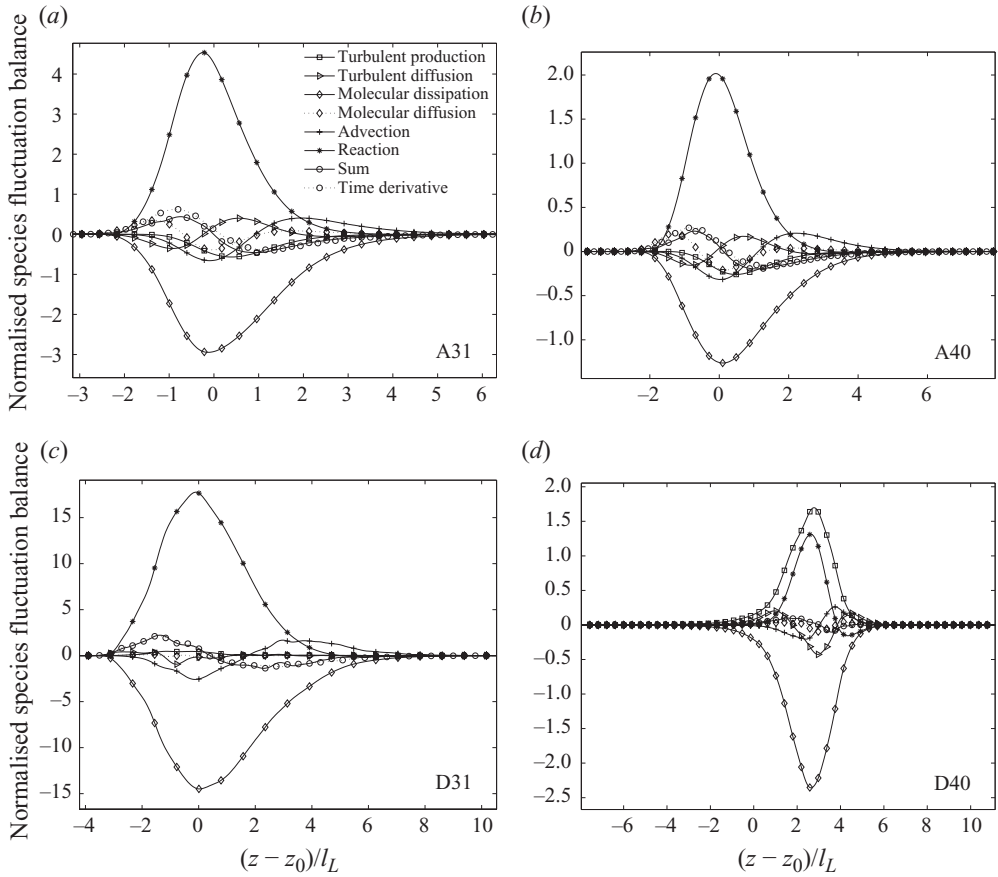 (a)
Normalised species fluctuation balance
4
3
2
1
0
−1
−2
−3
Turbulent production
Turbulent diffusion
Molecular dissipation
Molecular diffusion
Advection
Reaction
Sum
Time derivative
A31
−3 −2 −1 0 1 2 3 4 5 6
(b)
2.0
1.5
1.0
0.5
0
−0.5
−1.0
A40
−2 0 2 4 6
(c)
Normalised species fluctuation balance
15
10
5
0
−5
−10
−15
D31
−4 −2 0 2 4 6 8 10
(z − z0)/lL
(d)
2.0
1.5
1.0
0.5
0
−0.5
−1.0
−1.5
−2.0
−2.5
D40
−6 −4 −2 0 2 4 6 8 10
(z − z0)/lL